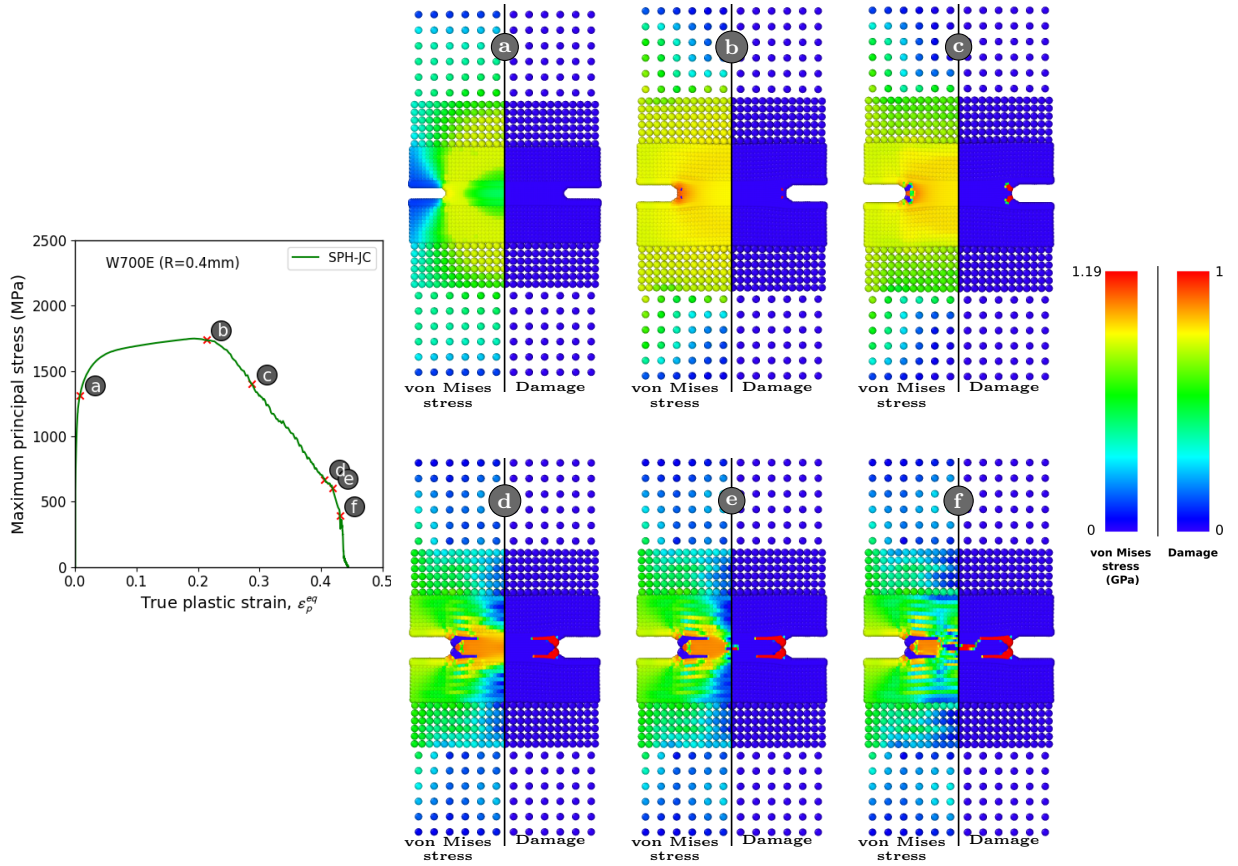 a
b
c
2500
2000
1500
1000
500
0
Maximum principal stress (MPa)
W700E (R=0.4mm)
SPH-JC
a
b
c
d
e
f
0.0
0.1
0.2
0.3
0.4
0.5
True plastic strain, εₚᵉᑫ
von Mises
stress
Damage
von Mises
stress
Damage
von Mises
stress
Damage
1.19
0
von Mises
stress
(GPa)
1
0
Damage
d
e
f
von Mises
stress
Damage
von Mises
stress
Damage
von Mises
stress
Damage